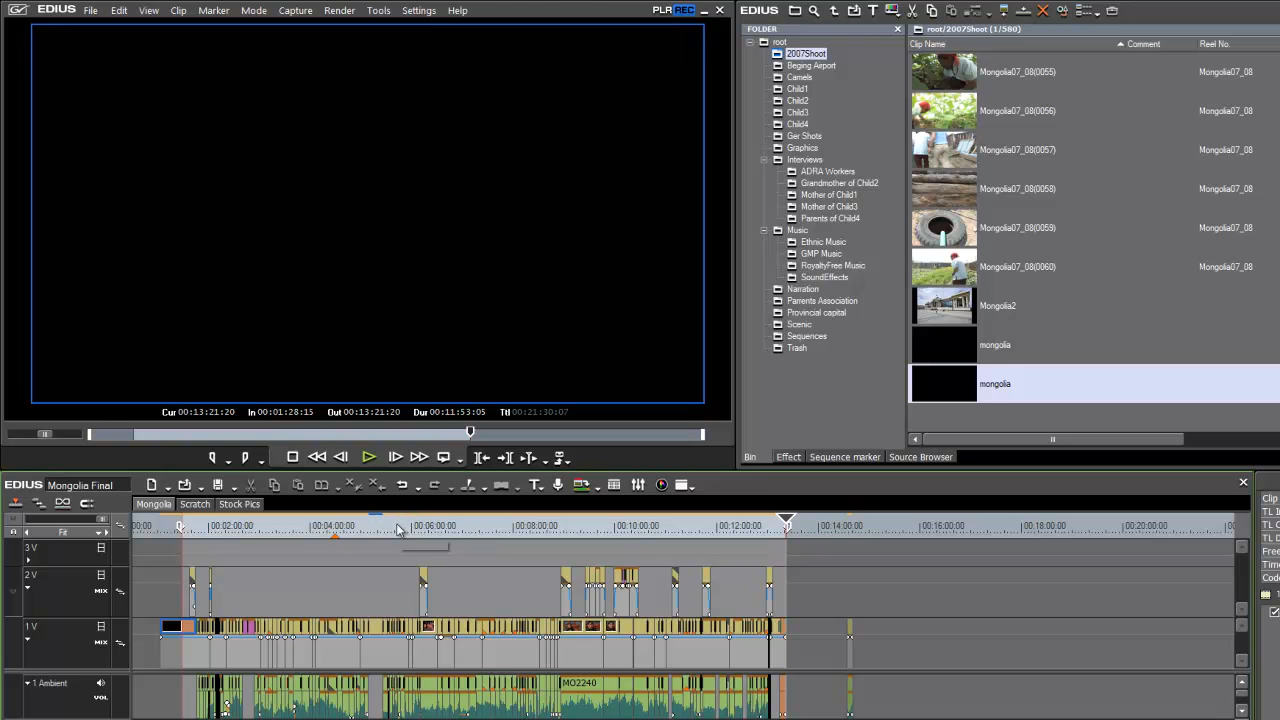 EDIUS File Edit View Clip Marker Mode Capture Render Tools Settings Help PLR REC
Cur 00:13:21:20 In 00:01:28:15 Out 00:13:21:20 Dur 00:11:53:05 Ttl 00:21:30:07
EDIUS
FOLDER
root
2007Shoot
Beging Airport
Camels
Child1
Child2
Child3
Child4
Ger Shots
Graphics
Interviews
ADRA Workers
Grandmother of Child2
Mother of Child1
Mother of Child3
Parents of Child4
Music
Ethnic Music
GMP Music
RoyaltyFree Music
SoundEffects
Narration
Parrents Association
Provincial capital
Scenic
Sequences
Trash
root/2007Shoot (1/580)
Clip Name Comment Reel No.
Mongolia07_08(0055) Mongolia07_08
Mongolia07_08(0056) Mongolia07_08
Mongolia07_08(0057) Mongolia07_08
Mongolia07_08(0058) Mongolia07_08
Mongolia07_08(0059) Mongolia07_08
Mongolia07_08(0060) Mongolia07_08
Mongolia2
mongolia
mongolia
Bin Effect Sequence marker Source Browser
EDIUS Mongolia Final
Mongolia Scratch Stock Pics
Fit 00:00 00:02:00:00 00:04:00:00 00:06:00:00 00:08:00:00 00:10:00:00 00:12:00:00 00:14:00:00 00:16:00:00 00:18:00:00 00:20:00:00 00:
3 V
2 V
MIX
1 V
MIX
1 Ambient MO2240
VOL
Clip
TL In
TL O
TL D
Free
Time
Code